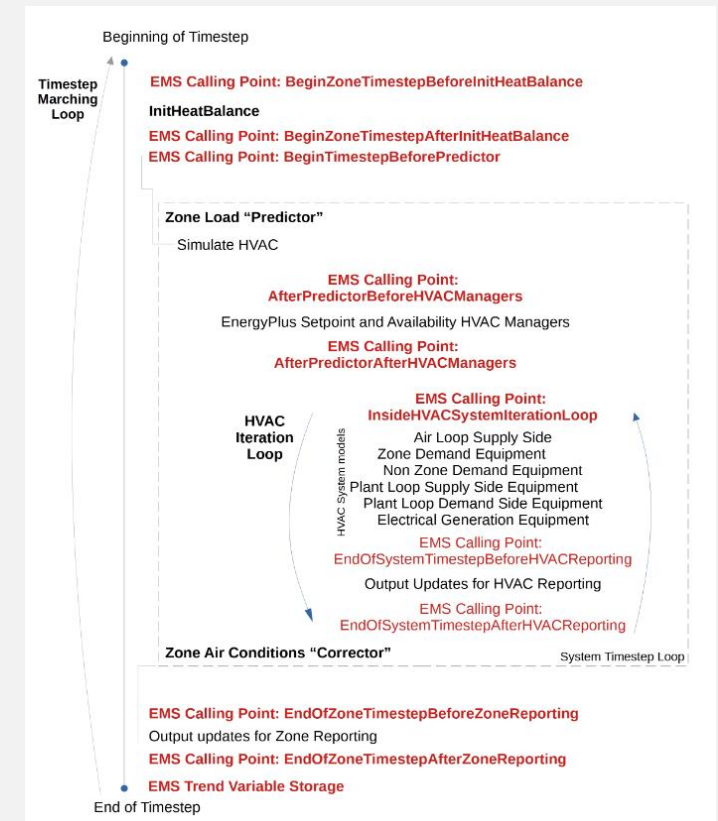 Beginning of Timestep
Timestep
Marching
Loop
EMS Calling Point: BeginZoneTimestepBeforeInitHeatBalance
InitHeatBalance
EMS Calling Point: BeginZoneTimestepAfterInitHeatBalance
EMS Calling Point: BeginTimestepBeforePredictor
Zone Load “Predictor”
Simulate HVAC
EMS Calling Point:
AfterPredictorBeforeHVACManagers
EnergyPlus Setpoint and Availability HVAC Managers
EMS Calling Point:
AfterPredictorAfterHVACManagers
EMS Calling Point:
InsideHVACSystemIterationLoop
HVAC
Iteration
Loop
HVAC System models
Air Loop Supply Side
Zone Demand Equipment
Non Zone Demand Equipment
Plant Loop Supply Side Equipment
Plant Loop Demand Side Equipment
Electrical Generation Equipment
EMS Calling Point:
EndOfSystemTimestepBeforeHVACReporting
Output Updates for HVAC Reporting
EMS Calling Point:
EndOfSystemTimestepAfterHVACReporting
Zone Air Conditions “Corrector”
System Timestep Loop
EMS Calling Point: EndOfZoneTimestepBeforeZoneReporting
Output updates for Zone Reporting
EMS Calling Point: EndOfZoneTimestepAfterZoneReporting
EMS Trend Variable Storage
End of Timestep